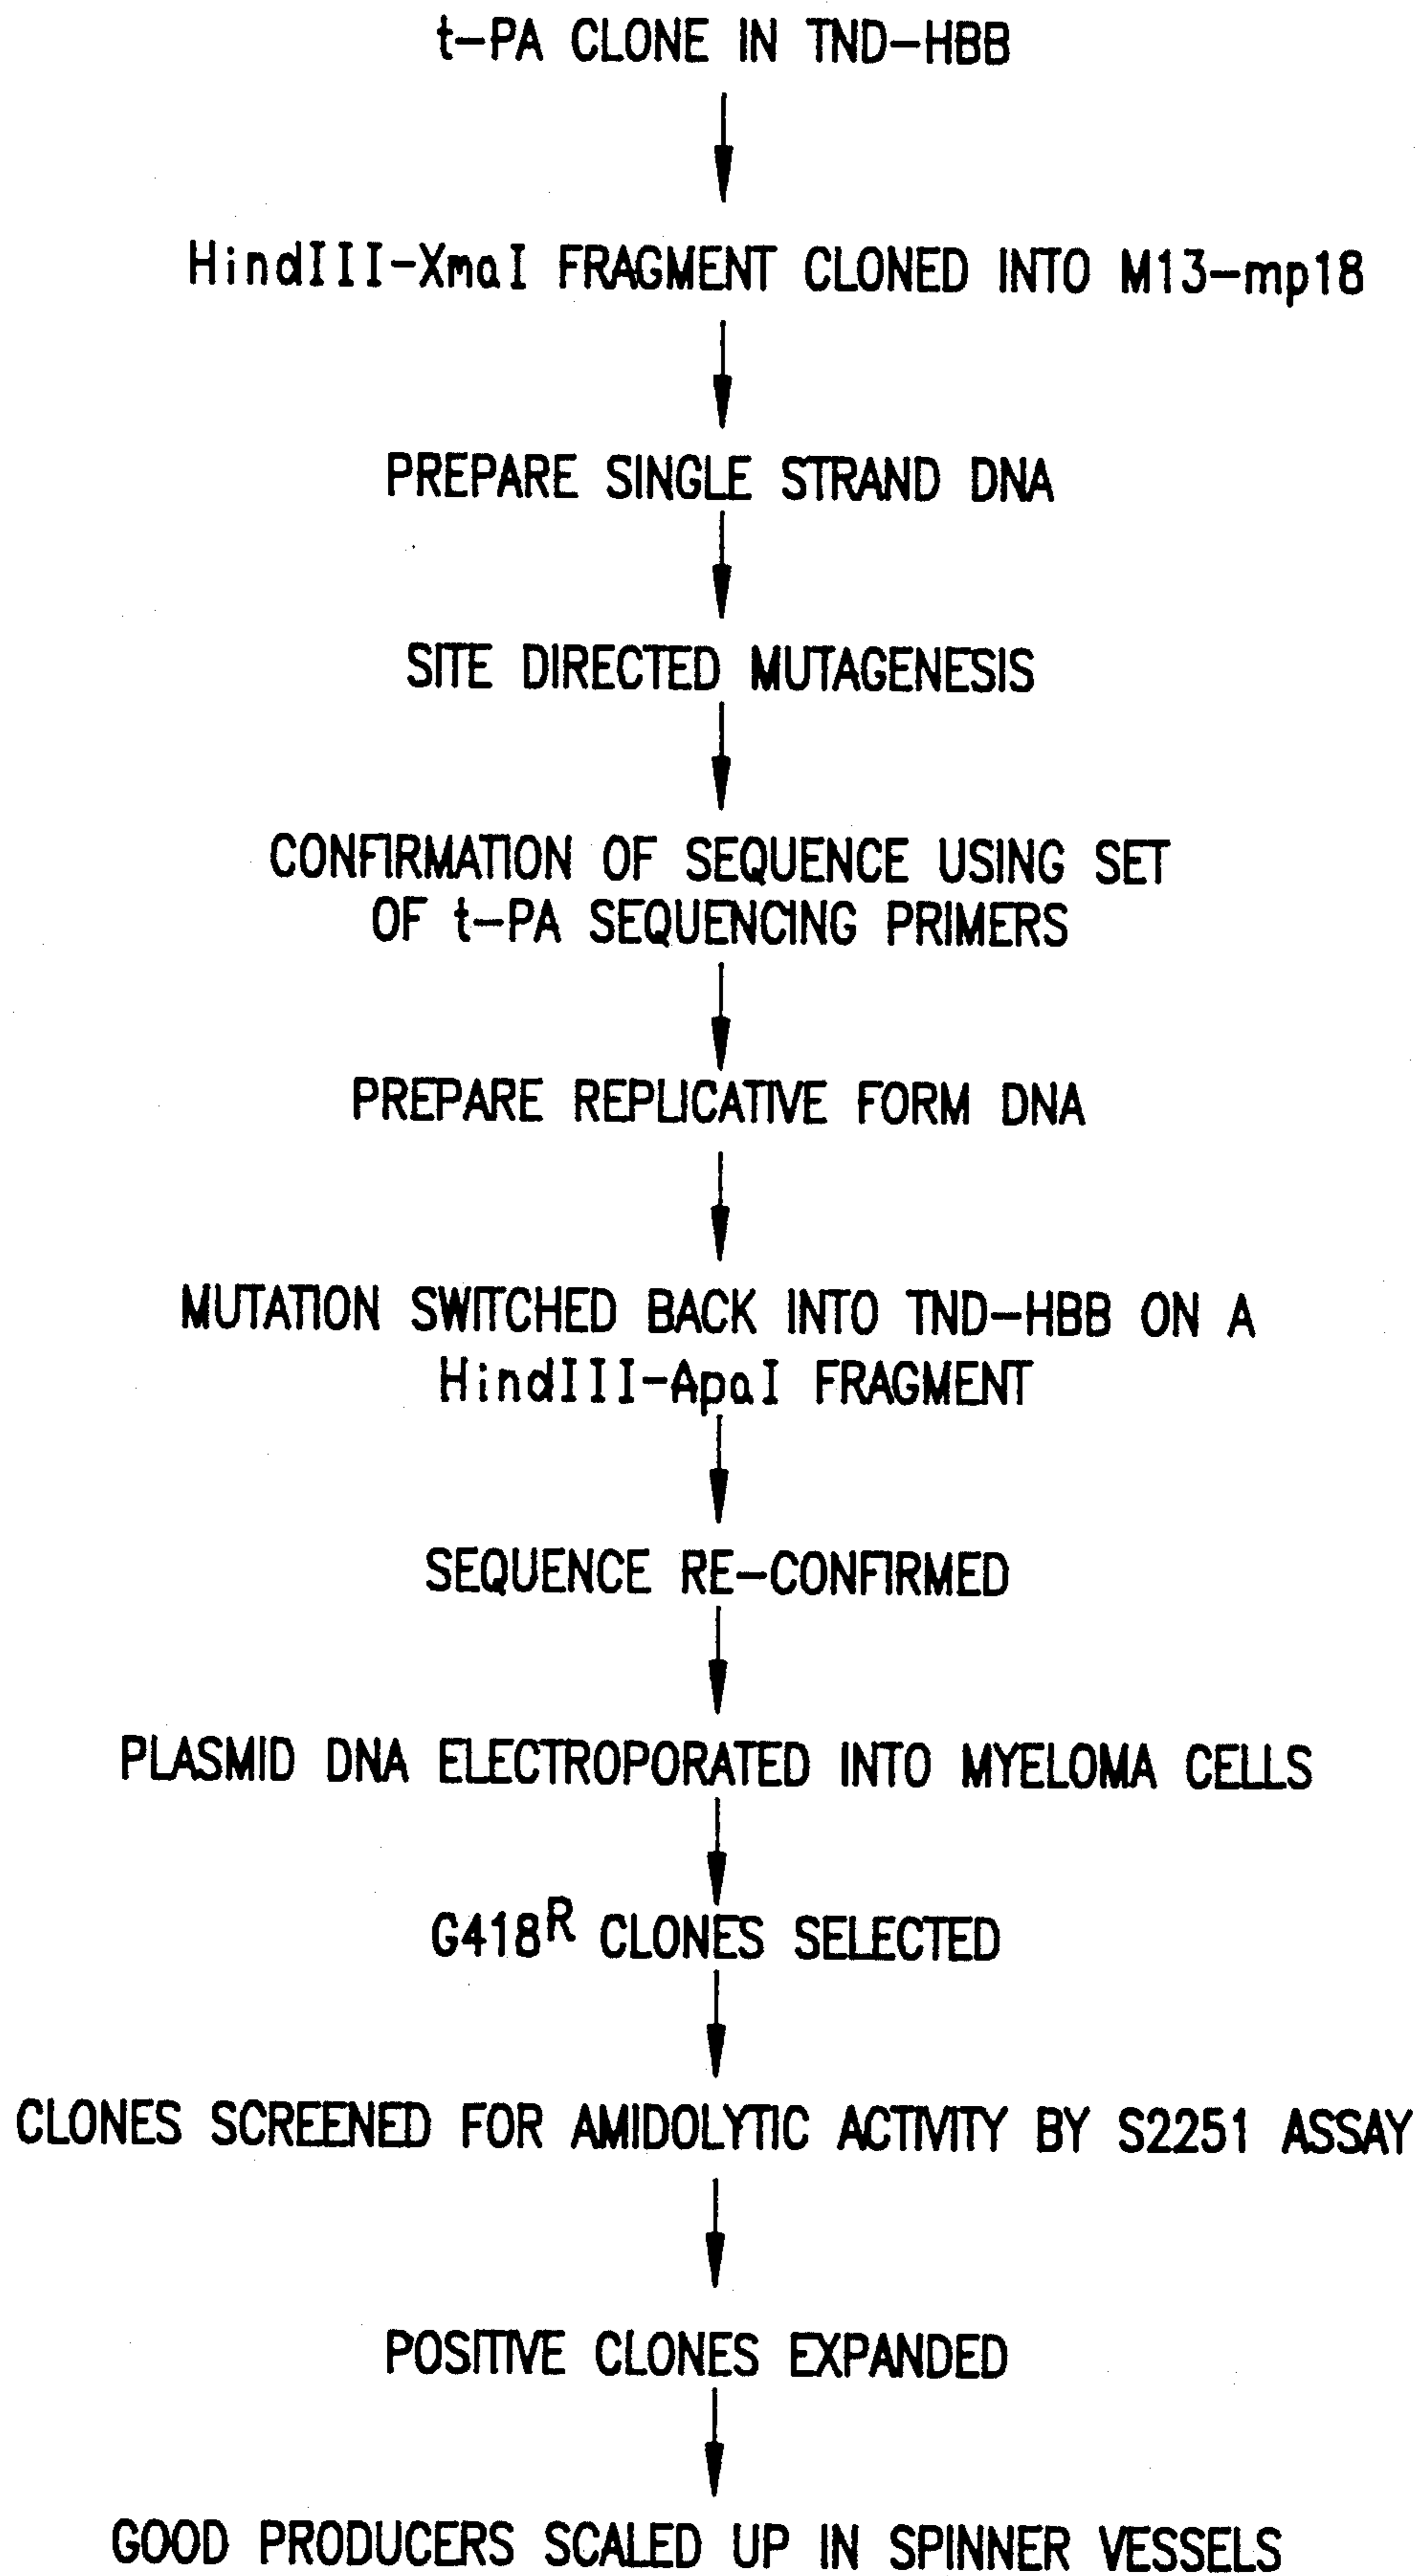 t-PA CLONE IN TND-HBB
HindIII-XmaI FRAGMENT CLONED INTO M13-mp18
PREPARE SINGLE STRAND DNA
SITE DIRECTED MUTAGENESIS
CONFIRMATION OF SEQUENCE USING SET
OF t-PA SEQUENCING PRIMERS
PREPARE REPLICATIVE FORM DNA
MUTATION SWITCHED BACK INTO TND-HBB ON A
HindIII-ApaI FRAGMENT
SEQUENCE RE-CONFIRMED
PLASMID DNA ELECTROPORATED INTO MYELOMA CELLS
G418ᴿ CLONES SELECTED
CLONES SCREENED FOR AMIDOLYTIC ACTIVITY BY S2251 ASSAY
POSITIVE CLONES EXPANDED
GOOD PRODUCERS SCALED UP IN SPINNER VESSELS